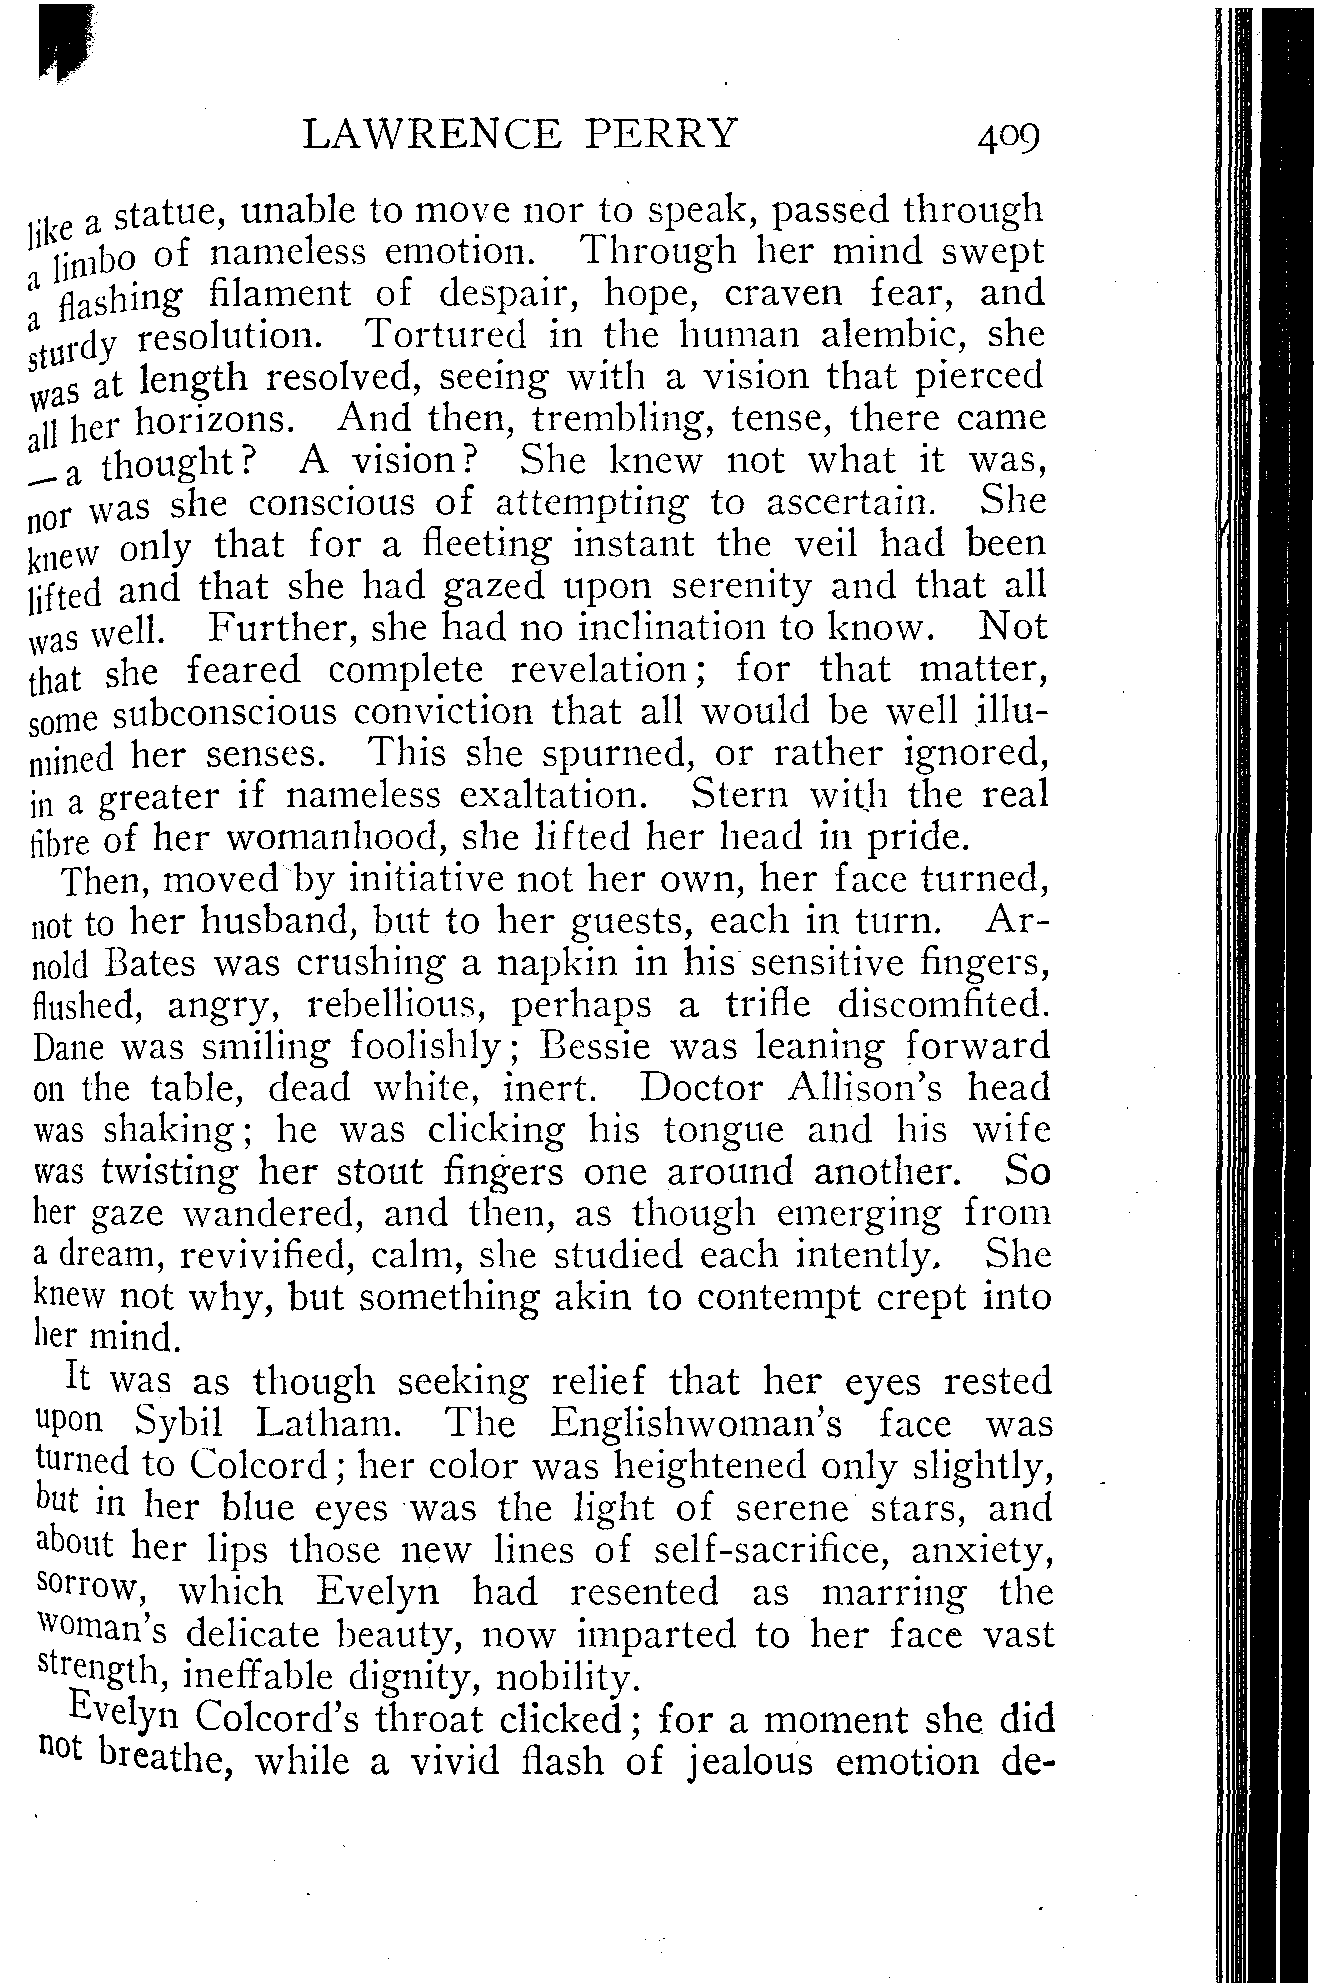 LAWRENCE PERRY 409
like a statue, unable to move nor to speak, passed through
a limbo of nameless emotion. Through her mind swept
a flashing filament of despair, hope, craven fear, and
sturdy resolution. Tortured in the human alembic, she
was at length resolved, seeing with a vision that pierced
all her horizons. And then, trembling, tense, there came
—a thought? A vision? She knew not what it was,
nor was she conscious of attempting to ascertain. She
knew only that for a fleeting instant the veil had been
lifted and that she had gazed upon serenity and that all
was well. Further, she had no inclination to know. Not
that she feared complete revelation; for that matter,
some subconscious conviction that all would be well illu-
mined her senses. This she spurned, or rather ignored,
in a greater if nameless exaltation. Stern with the real
fibre of her womanhood, she lifted her head in pride.
Then, moved by initiative not her own, her face turned,
not to her husband, but to her guests, each in turn. Ar-
nold Bates was crushing a napkin in his sensitive fingers,
flushed, angry, rebellious, perhaps a trifle discomfited.
Dane was smiling foolishly; Bessie was leaning forward
on the table, dead white, inert. Doctor Allison's head
was shaking; he was clicking his tongue and his wife
was twisting her stout fingers one around another. So
her gaze wandered, and then, as though emerging from
a dream, revivified, calm, she studied each intently. She
knew not why, but something akin to contempt crept into
her mind.
It was as though seeking relief that her eyes rested
upon Sybil Latham. The Englishwoman's face was
turned to Colcord; her color was heightened only slightly,
but in her blue eyes was the light of serene stars, and
about her lips those new lines of self-sacrifice, anxiety,
sorrow, which Evelyn had resented as marring the
woman's delicate beauty, now imparted to her face vast
strength, ineffable dignity, nobility.
Evelyn Colcord's throat clicked; for a moment she did
not breathe, while a vivid flash of jealous emotion de-